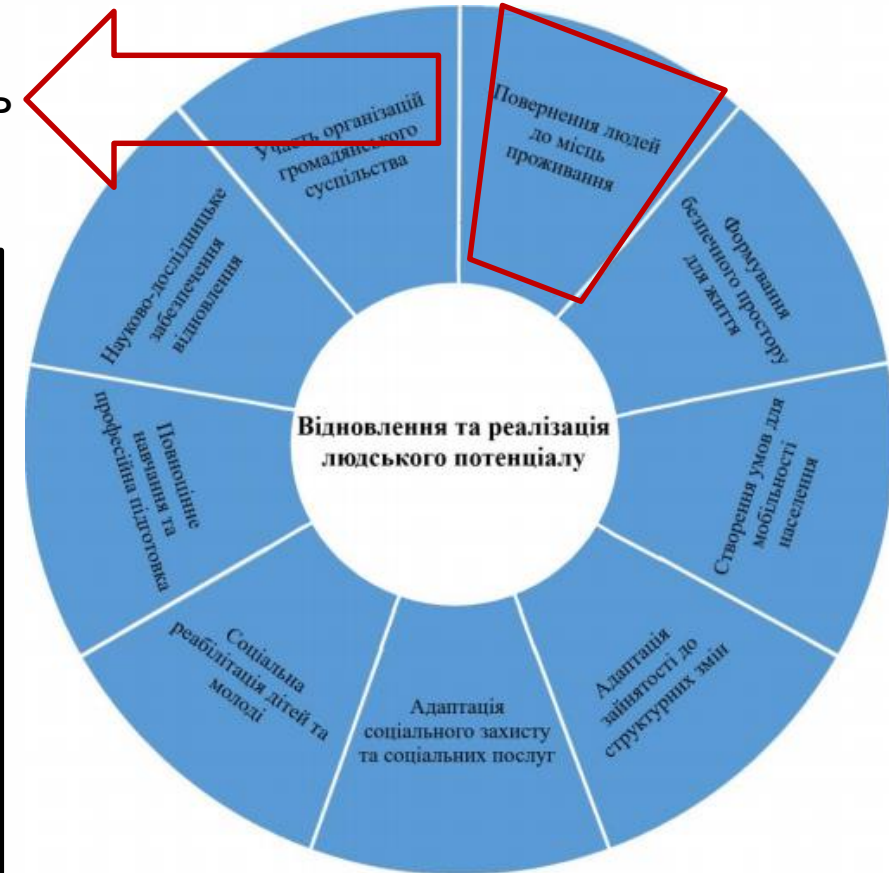 ь
Участь організацій
громадянського
суспільства
Повернення людей
до місць
проживання
Формування
безпечного простору
для життя
Створення умов для
мобільності
населення
Адаптація
зайнятості до
структурних змін
Адаптація
соціального захисту
та соціальних послуг
Соціальна
реабілітація дітей та
молоді
Повноцінне
навчання та
професійна підготовка
Науково-дослідницьке
забезпечення
відновлення
Відновлення та реалізація
людського потенціалу